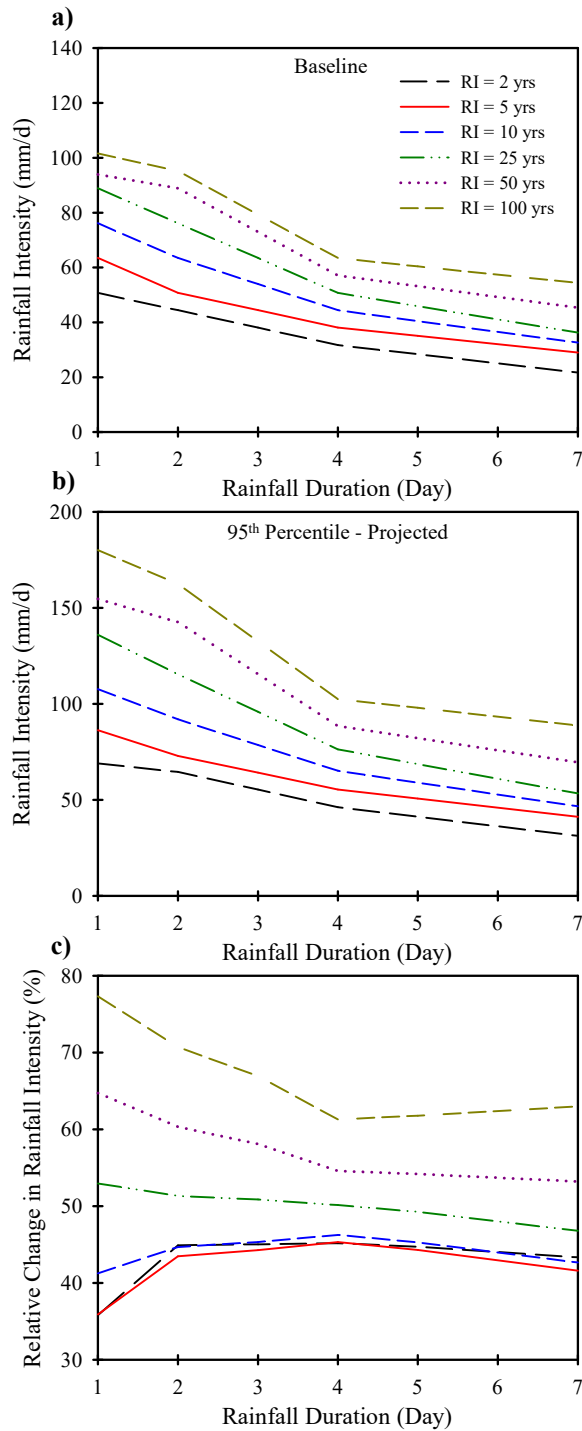 a)
140
120
100
80
60
40
20
0
Rainfall Intensity (mm/d)
Baseline
RI = 2 yrs
RI = 5 yrs
RI = 10 yrs
RI = 25 yrs
RI = 50 yrs
RI = 100 yrs
1 2 3 4 5 6 7
Rainfall Duration (Day)
b)
200
150
100
50
0
Rainfall Intensity (mm/d)
95th Percentile - Projected
1 2 3 4 5 6 7
Rainfall Duration (Day)
c)
80
70
60
50
40
30
Relative Change in Rainfall Intensity (%)
1 2 3 4 5 6 7
Rainfall Duration (Day)